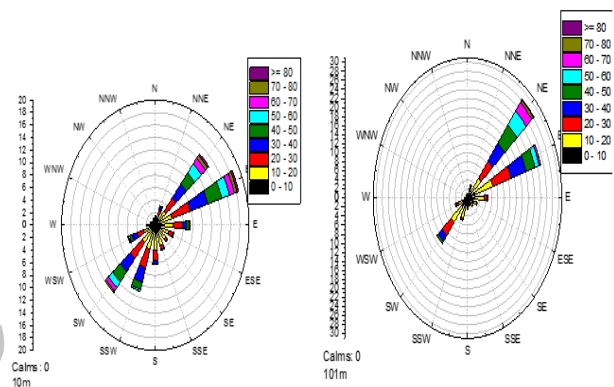 N
NNE
NE
E
ESE
SE
SSE
S
SSW
SW
WSW
W
WNW
NW
NNW
20
18
16
14
12
10
8
6
4
2
0
2
4
6
8
10
12
14
16
18
20
>= 80
70 - 80
60 - 70
50 - 60
40 - 50
30 - 40
20 - 30
10 - 20
0 - 10
Calms : 0
10m
N
NNE
NE
E
ESE
SE
SSE
S
SSW
SW
WSW
W
WNW
NW
NNW
30
>= 80
70 - 80
60 - 70
50 - 60
40 - 50
30 - 40
20 - 30
10 - 20
0 - 10
Calms: 0
101m